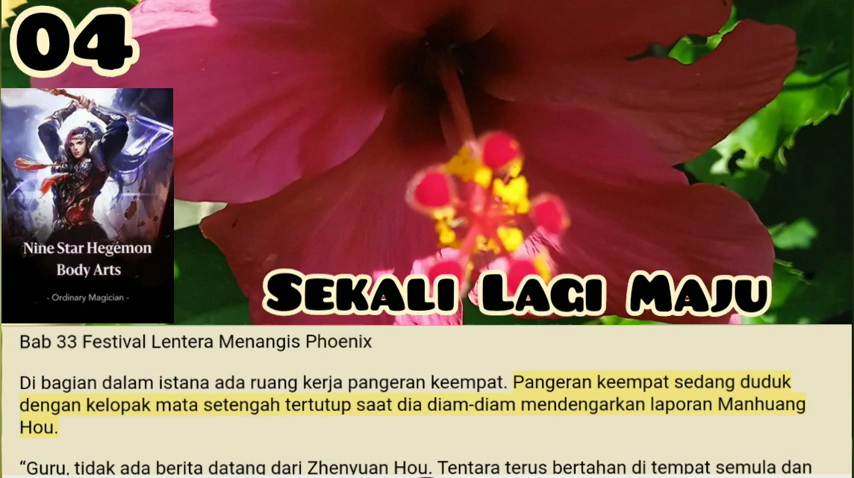 04
Nine Star Hegemon
Body Arts
- Ordinary Magician -
SEKALI LAGI MAJU
Bab 33 Festival Lentera Menangis Phoenix
Di bagian dalam istana ada ruang kerja pangeran keempat. Pangeran keempat sedang duduk
dengan kelopak mata setengah tertutup saat dia diam-diam mendengarkan laporan Manhuang
Hou.
“Guru, tidak ada berita datang dari Zhenyuan Hou. Tentara terus bertahan di tempat semula dan